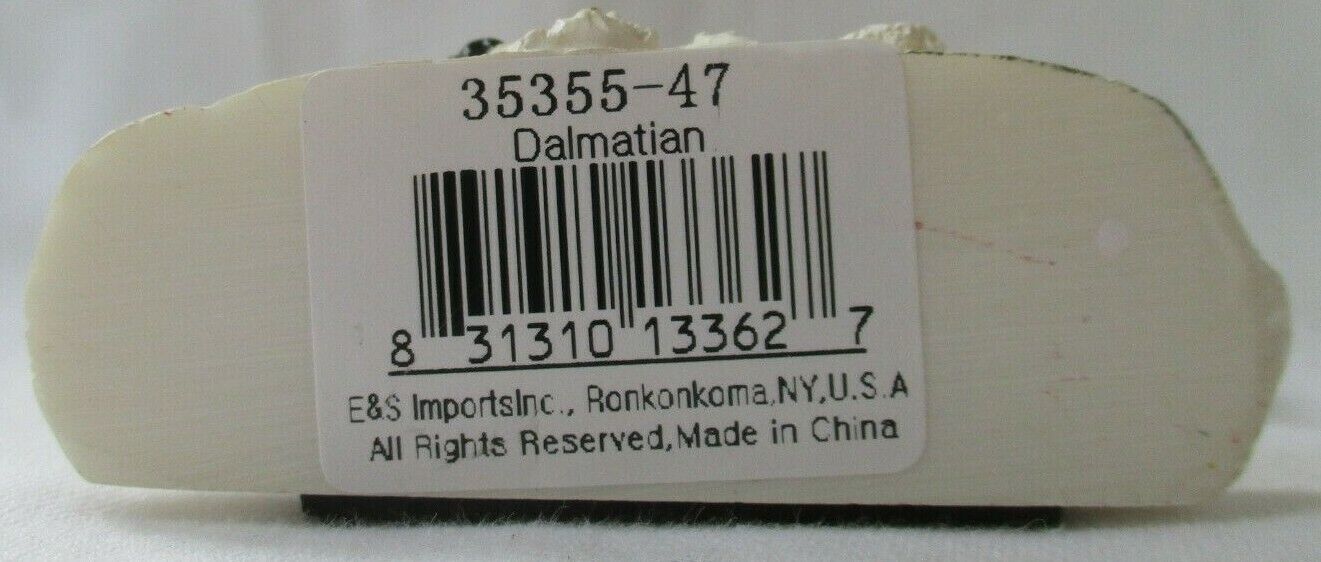 35355-47
Dalmatian
8 31310 13362 7
E&S ImportsInc., Ronkonkoma,NY,U.S.A
All Rights Reserved,Made in China